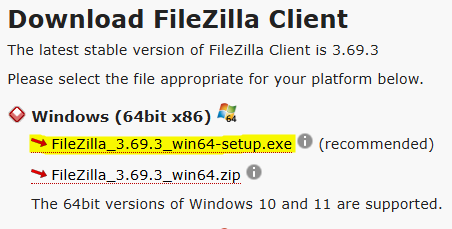 Download FileZilla Client
The latest stable version of FileZilla Client is 3.69.3
Please select the file appropriate for your platform below.
Windows (64bit x86) 64
FileZilla_3.69.3_win64-setup.exe i (recommended)
FileZilla_3.69.3_win64.zip i
The 64bit versions of Windows 10 and 11 are supported.